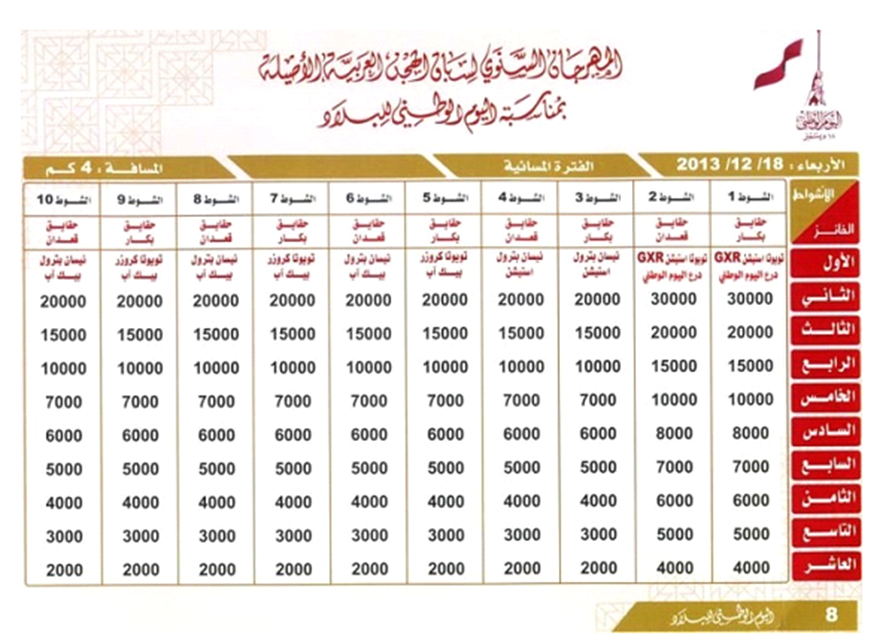 المهرجان السنوي لسباق الهجن العربية الأصيلة
بمناسبة اليوم الوطني للبلاد
اليوم الوطني
١٨ ديسمبر
الأربعاء : 18/ 12/ 2013 الفترة المسائية المسافة : 4 كم
الأشواط الشوط 1 الشوط 2 الشوط 3 الشوط 4 الشوط 5 الشوط 6 الشوط 7 الشوط 8 الشوط 9 الشوط 10
الفائز حقايق بكار حقايق قعدان حقايق بكار حقايق قعدان حقايق بكار حقايق قعدان حقايق بكار حقايق قعدان حقايق بكار حقايق قعدان
الأول تويوتا استيشن GXR درع اليوم الوطني تويوتا استيشن GXR درع اليوم الوطني نيسان بترول استيشن نيسان بترول استيشن تويوتا كروزر بيك أب نيسان بترول بيك أب تويوتا كروزر بيك أب نيسان بترول بيك أب تويوتا كروزر بيك أب نيسان بترول بيك أب
الثاني 30000 30000 20000 20000 20000 20000 20000 20000 20000 20000
الثالث 20000 20000 15000 15000 15000 15000 15000 15000 15000 15000
الرابع 15000 15000 10000 10000 10000 10000 10000 10000 10000 10000
الخامس 10000 10000 7000 7000 7000 7000 7000 7000 7000 7000
السادس 8000 8000 6000 6000 6000 6000 6000 6000 6000 6000
السابع 7000 7000 5000 5000 5000 5000 5000 5000 5000 5000
الثامن 6000 6000 4000 4000 4000 4000 4000 4000 4000 4000
التاسع 5000 5000 3000 3000 3000 3000 3000 3000 3000 3000
العاشر 4000 4000 2000 2000 2000 2000 2000 2000 2000 2000
8 اليوم الوطني للبلاد